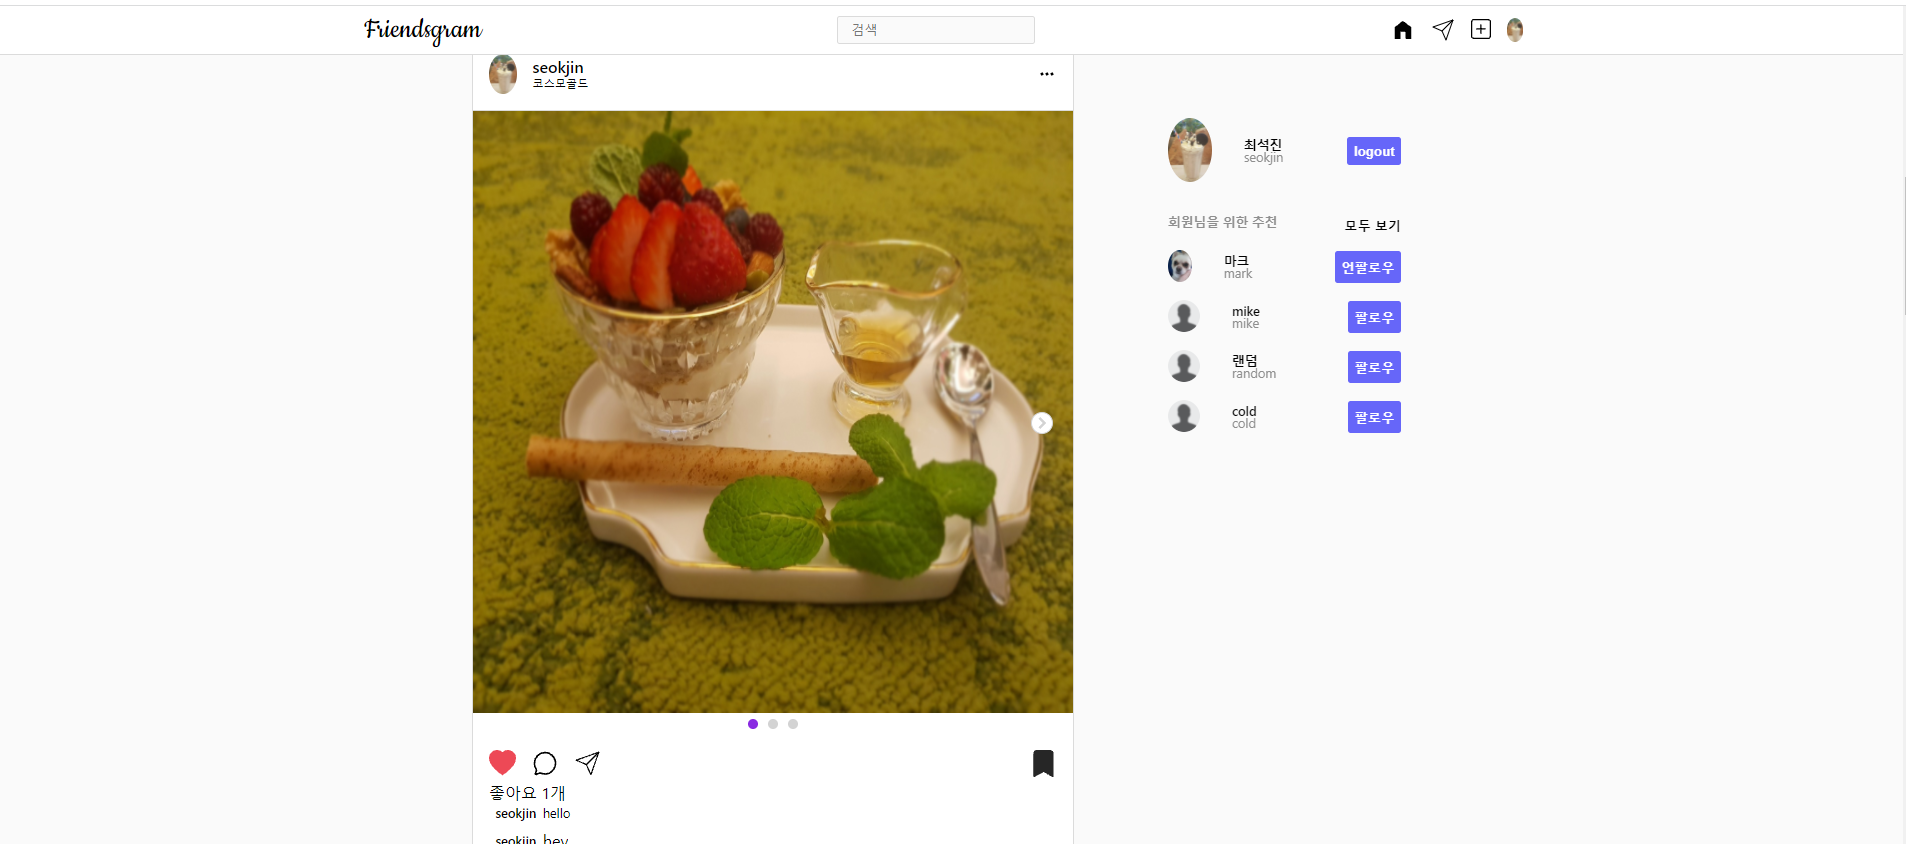 Friendsgram
검색
seokjin
코스모골드
좋아요 1개
seokjin hello
seokjin hey
최석진
seokjin
logout
회원님을 위한 추천
모두 보기
마크
mark
언팔로우
mike
mike
팔로우
랜덤
random
팔로우
cold
cold
팔로우